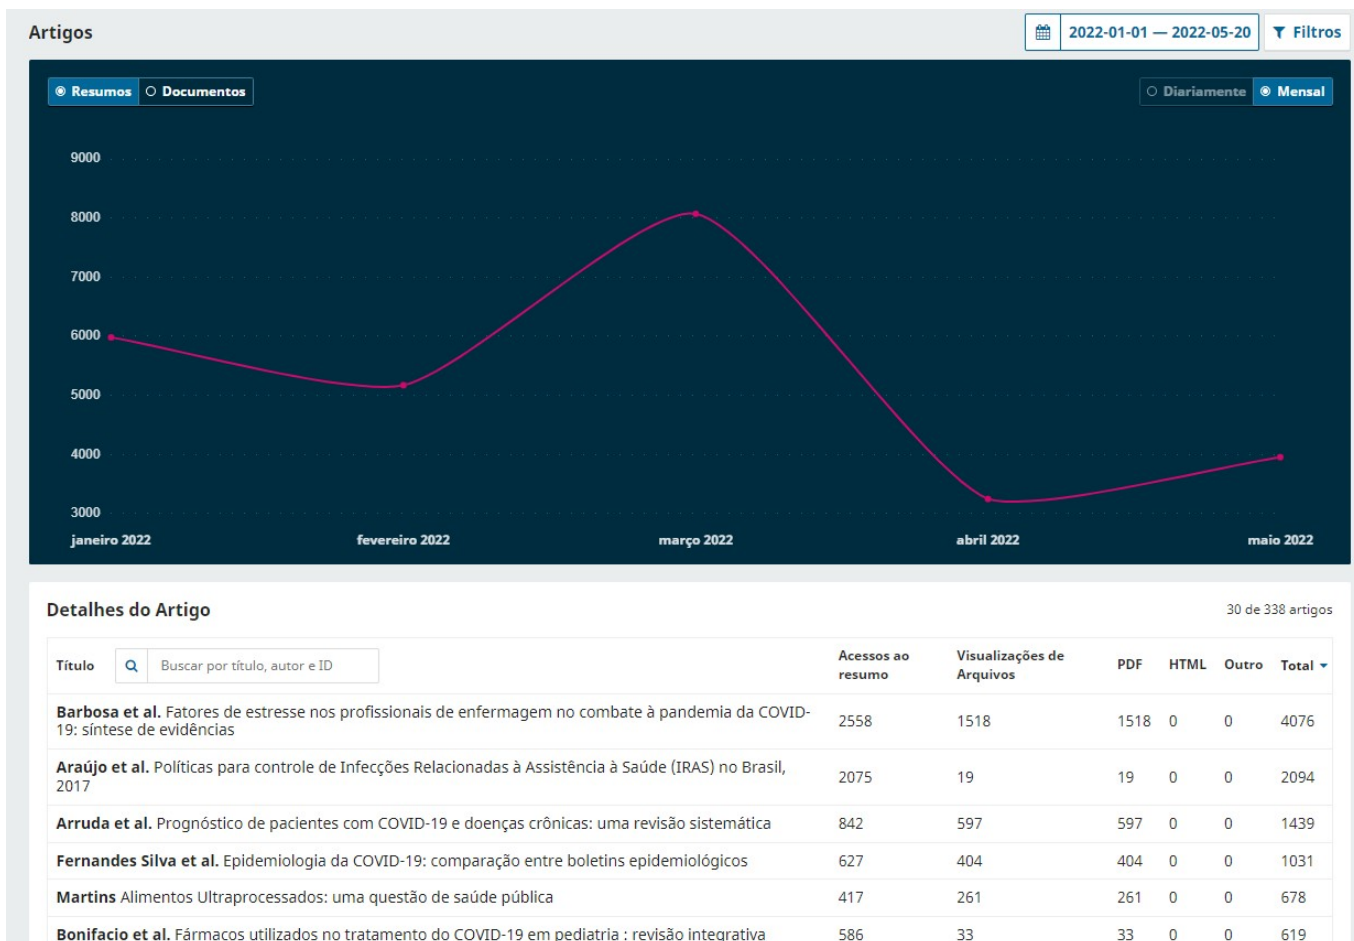 Artigos
2022-01-01 — 2022-05-20
Filtros
Resumos
Documentos
Diariamente
Mensal
9000
8000
7000
6000
5000
4000
3000
janeiro 2022
fevereiro 2022
março 2022
abril 2022
maio 2022
Detalhes do Artigo
30 de 338 artigos
Título
Buscar por título, autor e ID
Acessos ao
resumo
Visualizações de
Arquivos
PDF HTML Outro Total
Barbosa et al. Fatores de estresse nos profissionais de enfermagem no combate à pandemia da COVID-
19: síntese de evidências
2558 1518 1518 0 0 4076
Araújo et al. Políticas para controle de Infecções Relacionadas à Assistência à Saúde (IRAS) no Brasil,
2017
2075 19 19 0 0 2094
Arruda et al. Prognóstico de pacientes com COVID-19 e doenças crônicas: uma revisão sistemática 842 597 597 0 0 1439
Fernandes Silva et al. Epidemiologia da COVID-19: comparação entre boletins epidemiológicos 627 404 404 0 0 1031
Martins Alimentos Ultraprocessados: uma questão de saúde pública 417 261 261 0 0 678
Bonifacio et al. Fármacos utilizados no tratamento do COVID-19 em pediatria : revisão integrativa 586 33 33 0 0 619